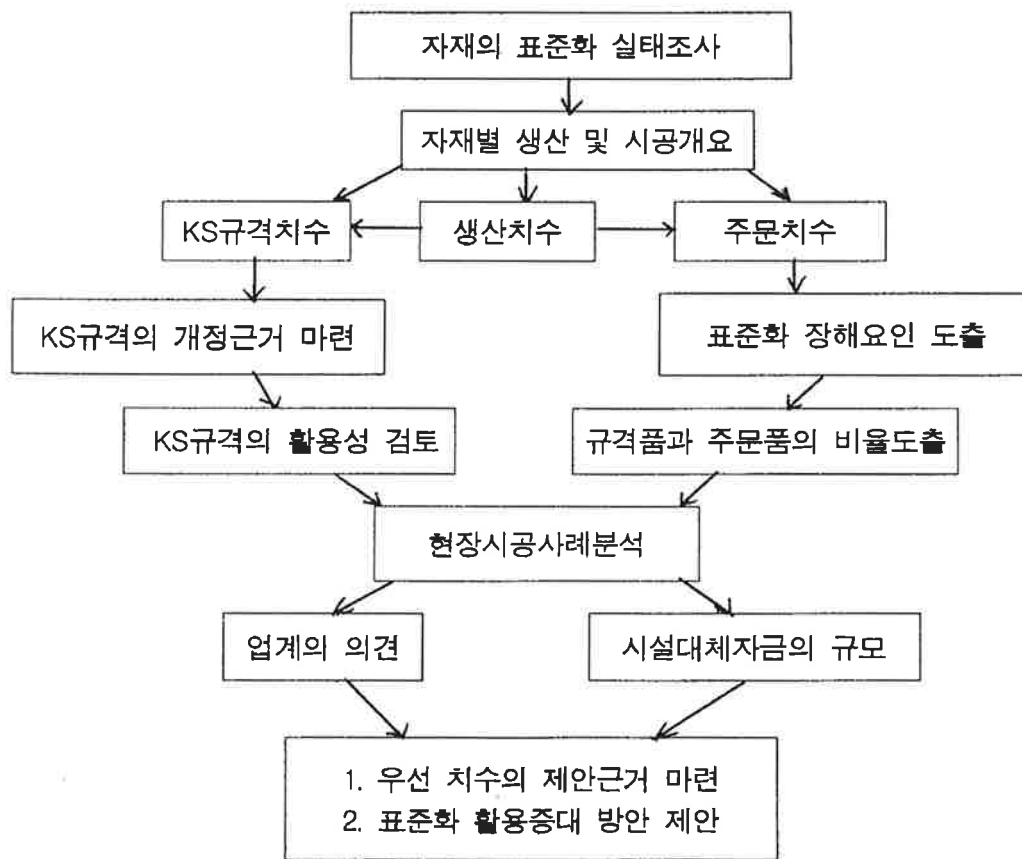 자재의 표준화 실태조사
자재별 생산 및 시공개요
KS규격치수
생산치수
주문치수
KS규격의 개정근거 마련
표준화 장해요인 도출
KS규격의 활용성 검토
규격품과 주문품의 비율도출
현장시공사례분석
업계의 의견
시설대체자금의 규모
1. 우선 치수의 제안근거 마련
2. 표준화 활용증대 방안 제안